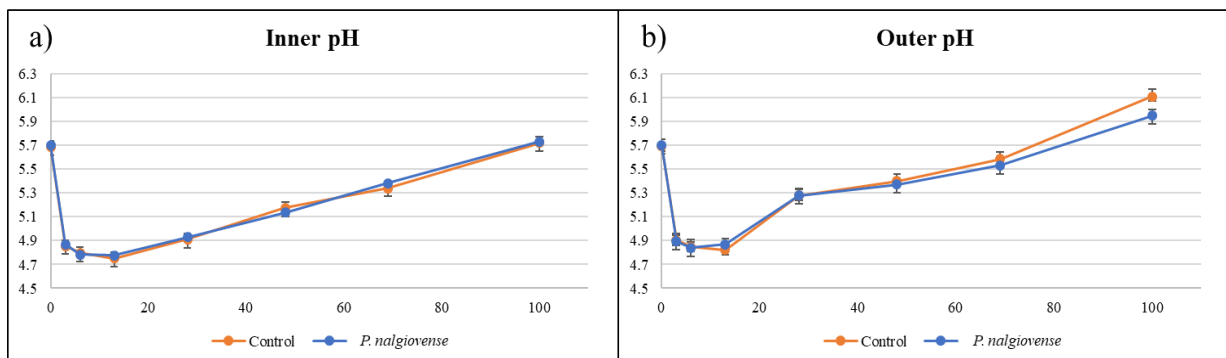 a)
Inner pH
6.3
6.1
5.9
5.7
5.5
5.3
5.1
4.9
4.7
4.5
0 20 40 60 80 100
Control P. nalgiovense
b)
Outer pH
6.3
6.1
5.9
5.7
5.5
5.3
5.1
4.9
4.7
4.5
0 20 40 60 80 100
Control P. nalgiovense